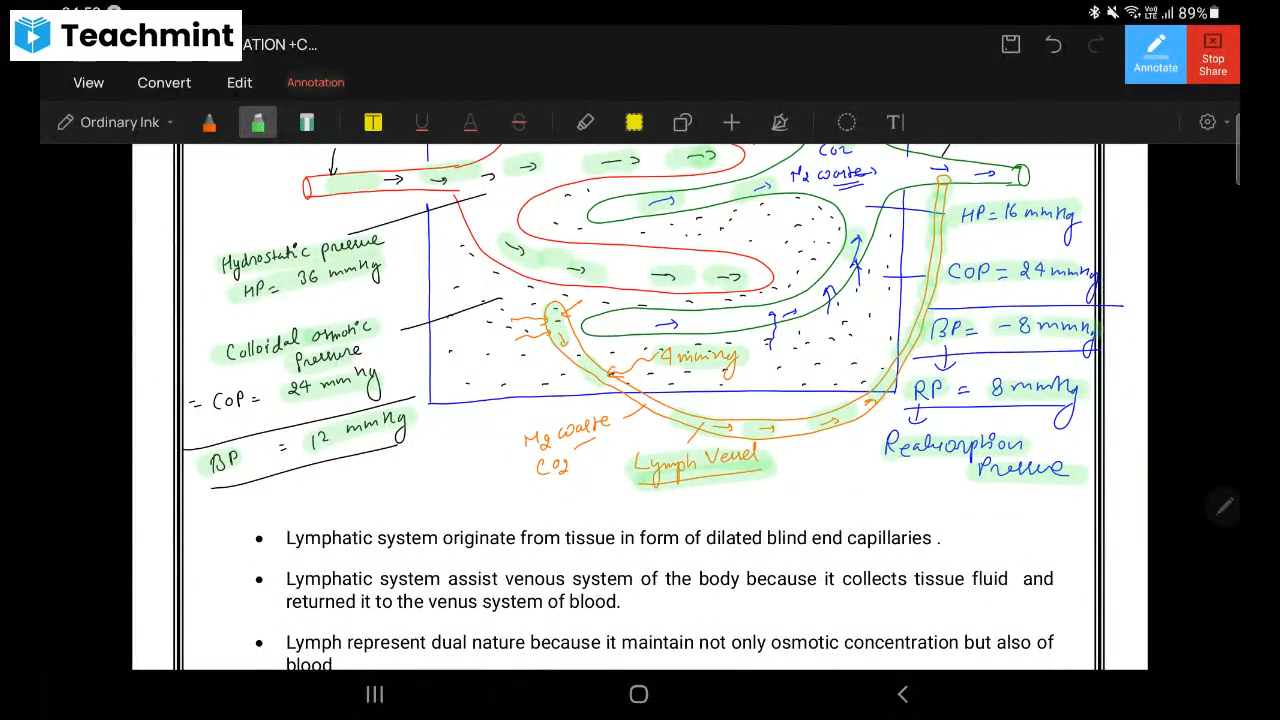 Teachmint
ATION +C...
89%
Annotate
Stop
Share
View
Convert
Edit
Annotation
Ordinary Ink
CO2
M2 waste
Hydrostatic pressure
HP = 36 mmHg
Colloidal osmotic
Pressure
= COP = 24 mmHg
BP = 12 mmHg
HP = 16 mmHg
COP = 24 mmHg
BP = -8 mmHg
RP = 8 mmHg
Reabsorption
Pressure
4 mmHg
M2 waste
CO2
Lymph Vessel
• Lymphatic system originate from tissue in form of dilated blind end capillaries .
• Lymphatic system assist venous system of the body because it collects tissue fluid and
returned it to the venus system of blood.
• Lymph represent dual nature because it maintain not only osmotic concentration but also of
blood